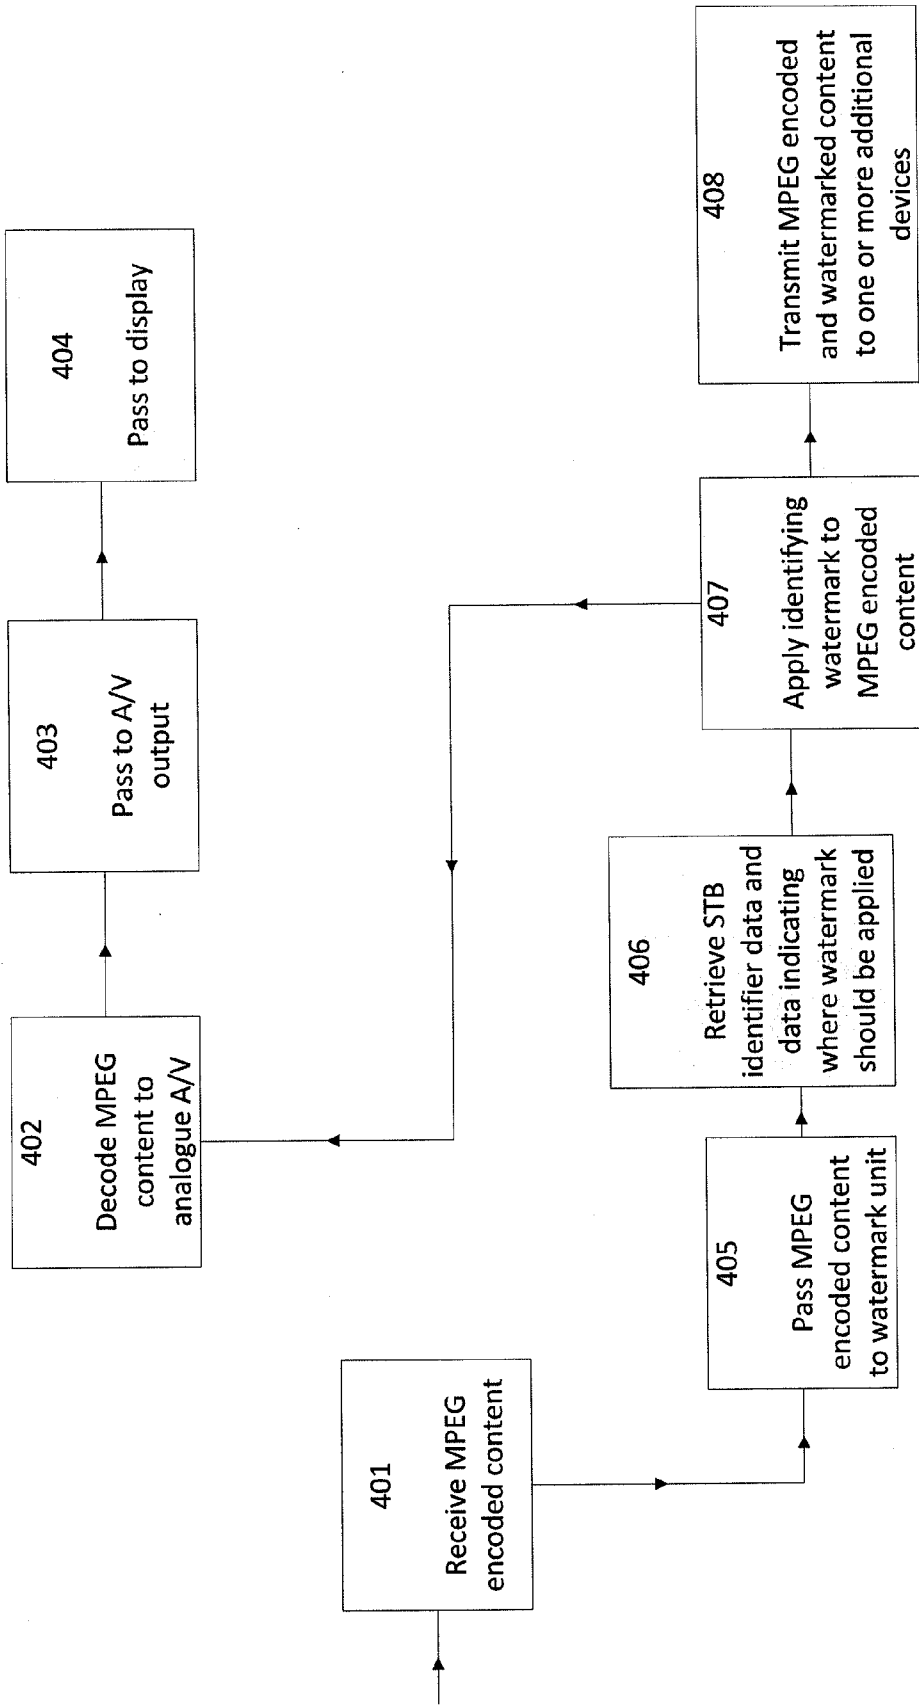 401
Receive MPEG
encoded content
402
Decode MPEG
content to
analogue A/V
403
Pass to A/V
output
404
Pass to display
405
Pass MPEG
encoded content
to watermark unit
406
Retrieve STB
identifier data and
data indicating
where watermark
should be applied
407
Apply identifying
watermark to
MPEG encoded
content
408
Transmit MPEG encoded
and watermarked content
to one or more additional
devices